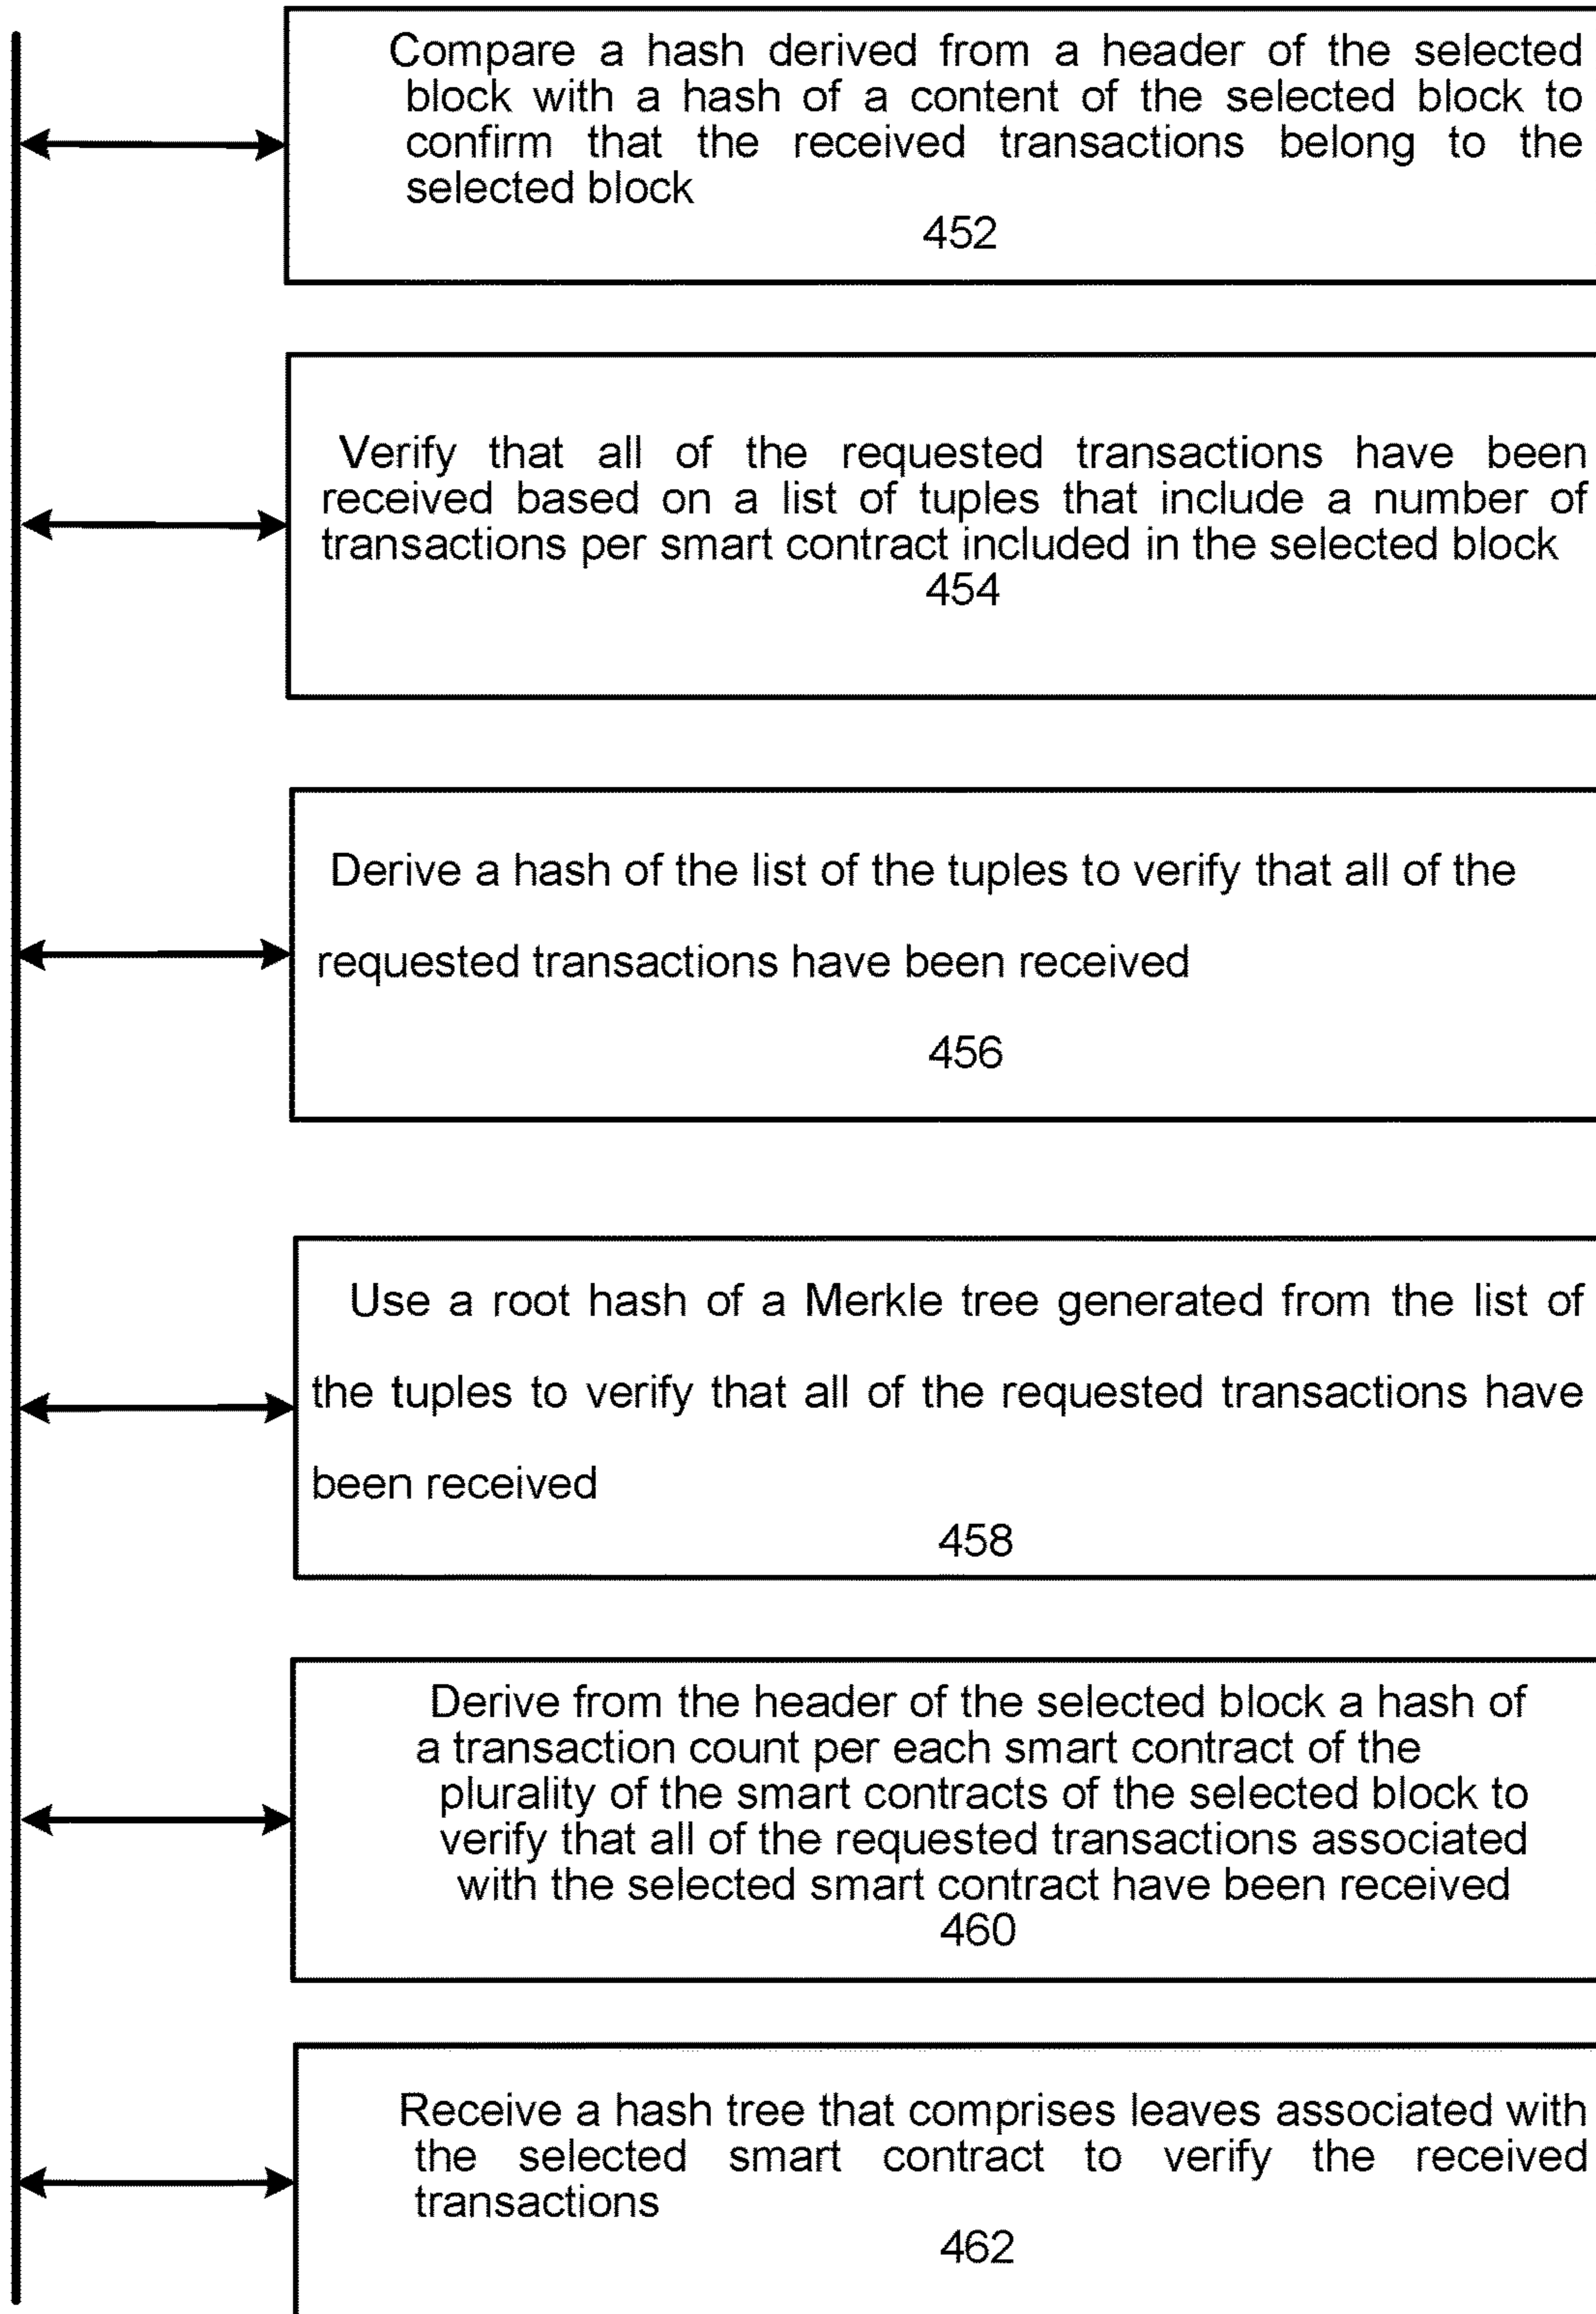 Compare a hash derived from a header of the selected
block with a hash of a content of the selected block to
confirm that the received transactions belong to the
selected block
452
Verify that all of the requested transactions have been
received based on a list of tuples that include a number of
transactions per smart contract included in the selected block
454
Derive a hash of the list of the tuples to verify that all of the
requested transactions have been received
456
Use a root hash of a Merkle tree generated from the list of
the tuples to verify that all of the requested transactions have
been received
458
Derive from the header of the selected block a hash of
a transaction count per each smart contract of the
plurality of the smart contracts of the selected block to
verify that all of the requested transactions associated
with the selected smart contract have been received
460
Receive a hash tree that comprises leaves associated with
the selected smart contract to verify the received
transactions
462